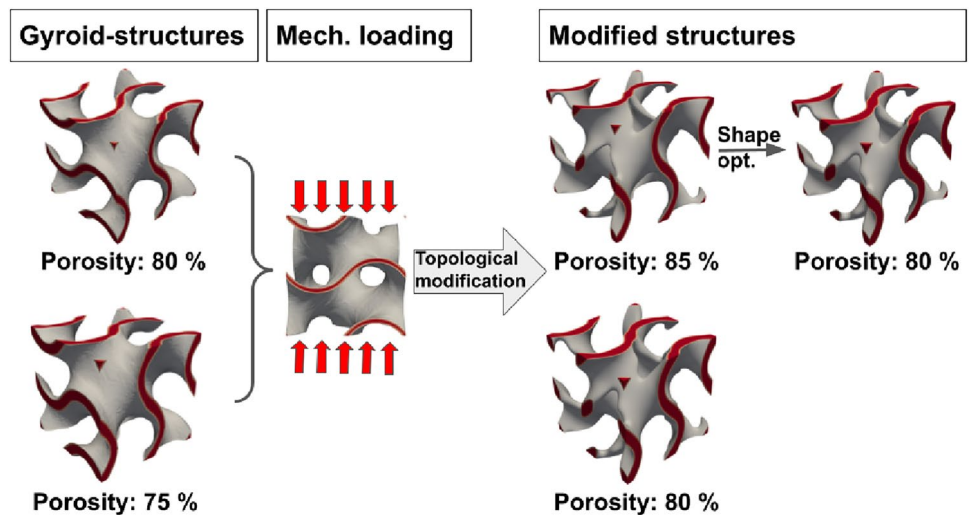 Gyroid-structures
Mech. loading
Modified structures
Porosity: 80 %
Porosity: 75 %
Topological
modification
Porosity: 85 %
Shape
opt.
Porosity: 80 %
Porosity: 80 %